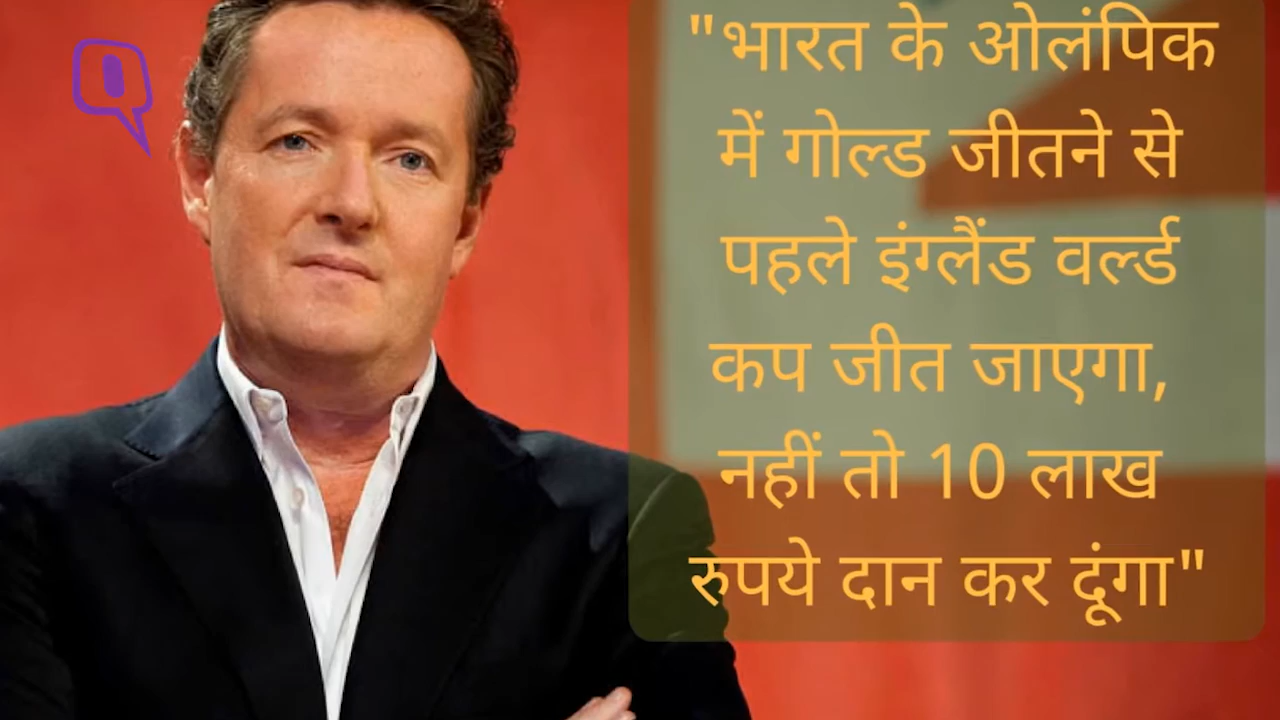 "भारत के ओलंपिक
में गोल्ड जीतने से
पहले इंग्लैंड वर्ल्ड
कप जीत जाएगा,
नहीं तो 10 लाख
रुपये दान कर दूंगा"